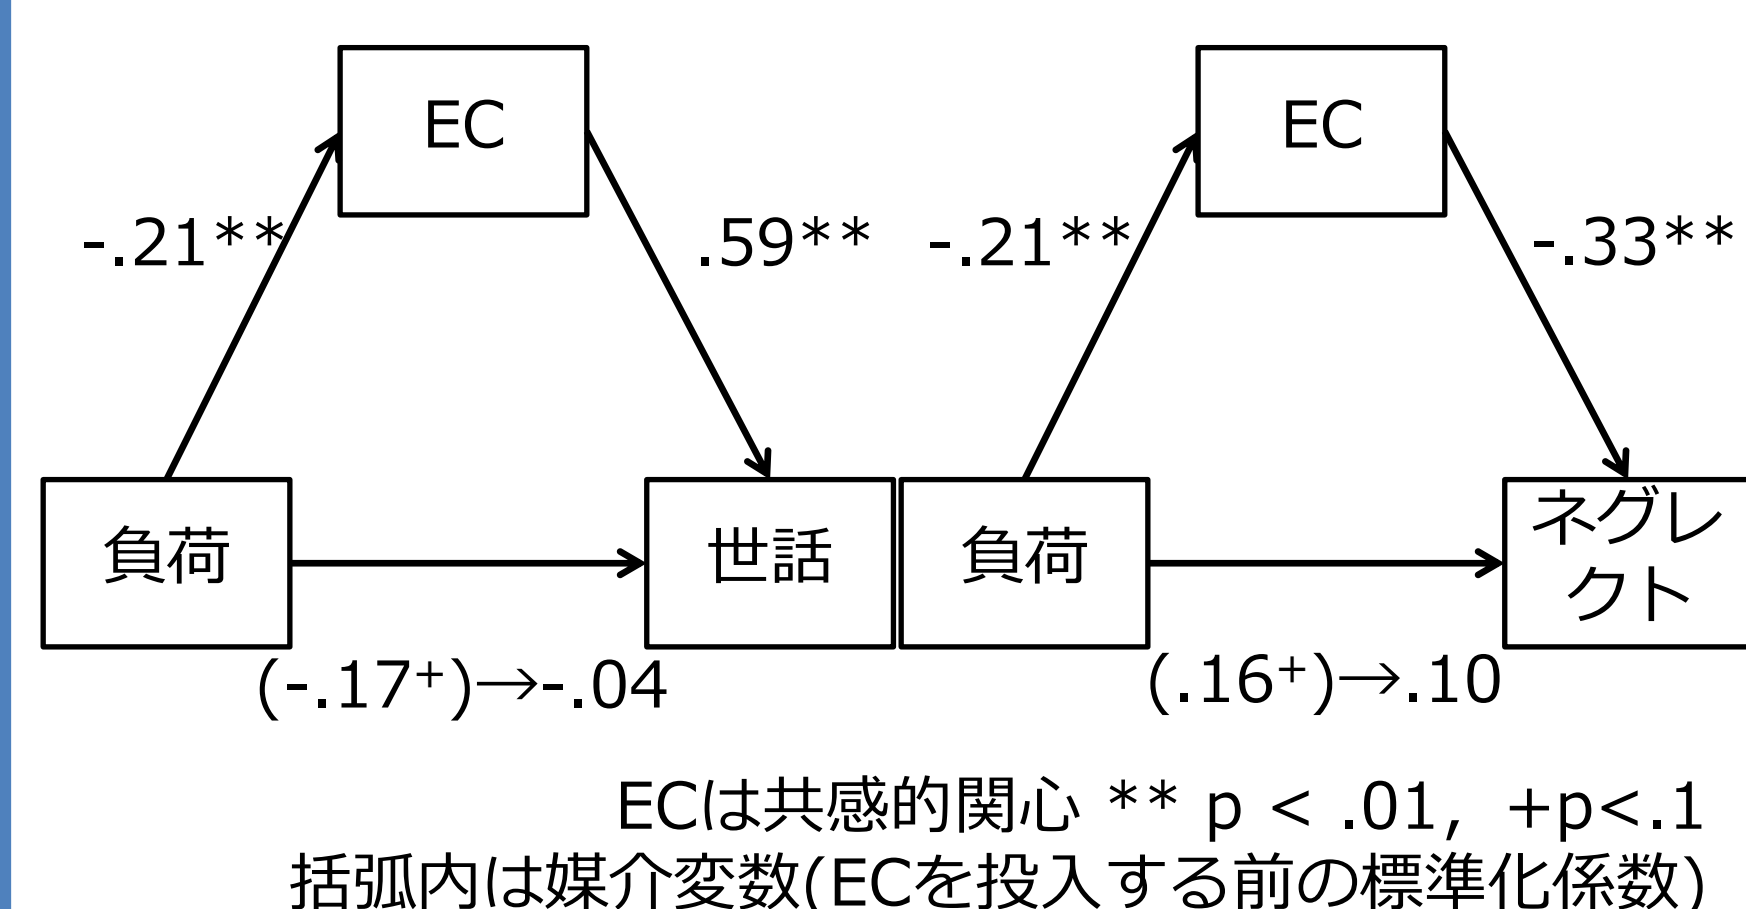 EC
EC
-.21**
.59**
-.21**
-.33**
負荷
世話
負荷
ネグレ
クト
(-.17⁺)→-.04
(.16⁺)→.10
ECは共感的関心 ** p < .01, +p<.1
括弧内は媒介変数(ECを投入する前の標準化係数)